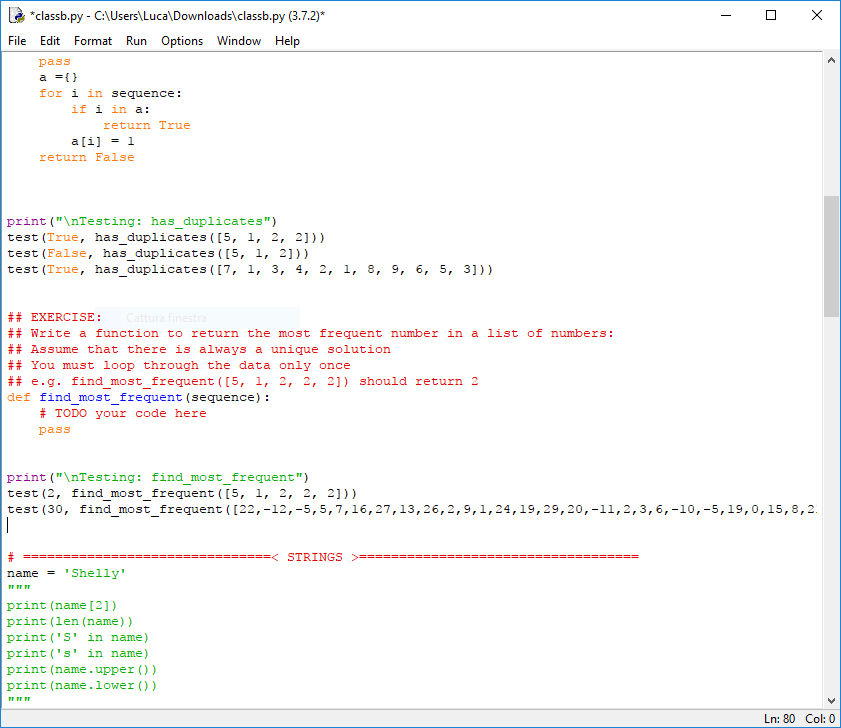 *classb.py - C:\Users\Luca\Downloads\classb.py (3.7.2)*
File Edit Format Run Options Window Help
    pass
    a ={}
    for i in sequence:
        if i in a:
            return True
        a[i] = 1
    return False
print("\nTesting: has_duplicates")
test(True, has_duplicates([5, 1, 2, 2]))
test(False, has_duplicates([5, 1, 2]))
test(True, has_duplicates([7, 1, 3, 4, 2, 1, 8, 9, 6, 5, 3]))
## EXERCISE: Cattura finestra
## Write a function to return the most frequent number in a list of numbers:
## Assume that there is always a unique solution
## You must loop through the data only once
## e.g. find_most_frequent([5, 1, 2, 2, 2]) should return 2
def find_most_frequent(sequence):
    # TODO your code here
    pass
print("\nTesting: find_most_frequent")
test(2, find_most_frequent([5, 1, 2, 2, 2]))
test(30, find_most_frequent([22,-12,-5,5,7,16,27,13,26,2,9,1,24,19,29,20,-11,2,3,6,-10,-5,19,0,15,8,2
# ===============================< STRINGS >===================================
name = 'Shelly'
"""
print(name[2])
print(len(name))
print('S' in name)
print('s' in name)
print(name.upper())
print(name.lower())
"""
Ln: 80 Col: 0